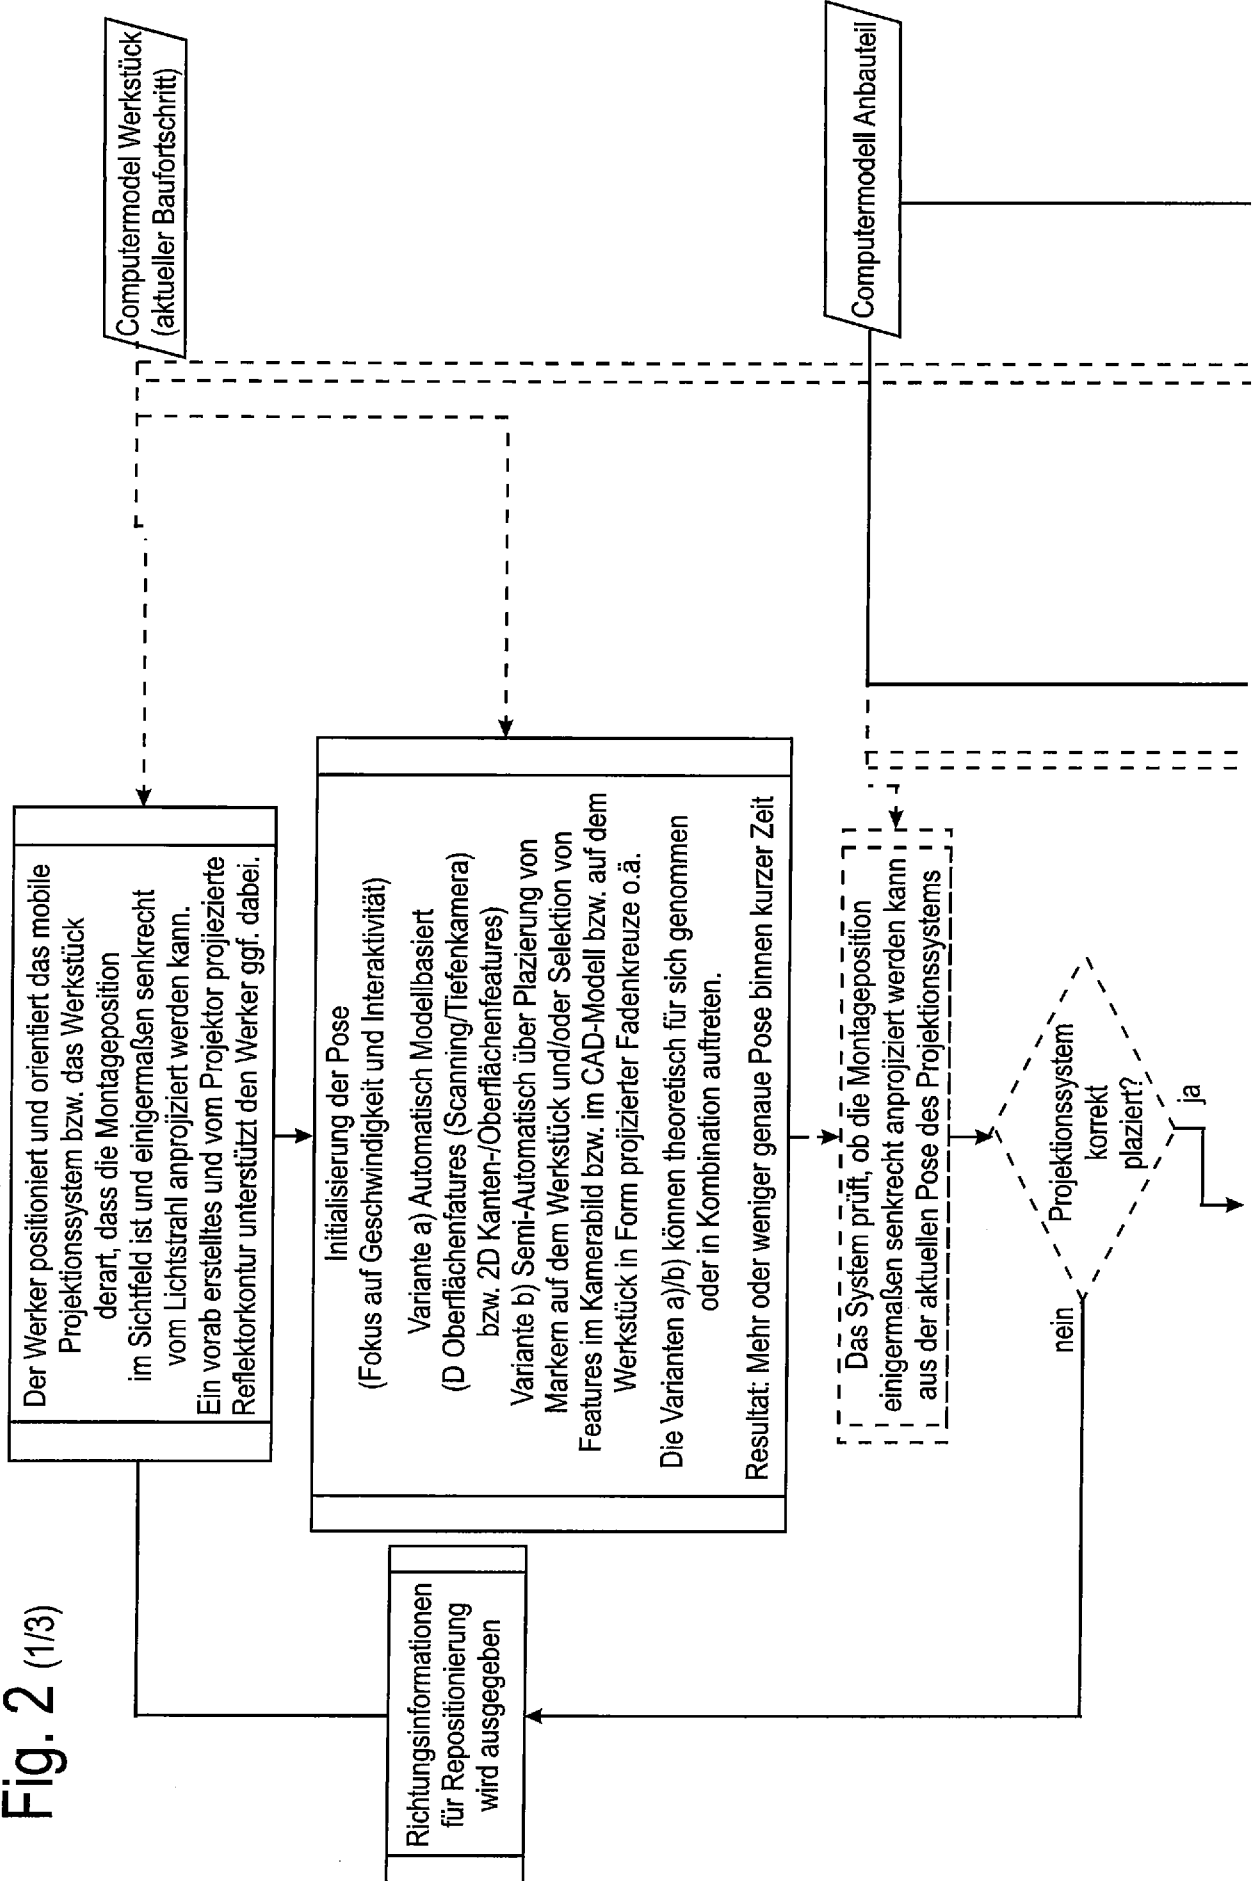 Fig. 2 (1/3)
Der Werker positioniert und orientiert das mobile
Projektionssystem bzw. das Werkstück
derart, dass die Montageposition
im Sichtfeld ist und einigermaßen senkrecht
vom Lichtstrahl anprojiziert werden kann.
Ein vorab erstelltes und vom Projektor projiezierte
Reflektorkontur unterstützt den Werker ggf. dabei.
Computermodel Werkstück
(aktueller Baufortschritt)
Richtungsinformationen
für Repositionierung
wird ausgegeben
Initialisierung der Pose
(Fokus auf Geschwindigkeit und Interaktivität)
Variante a) Automatisch Modellbasiert
(D Oberflächenfatures (Scanning/Tiefenkamera)
bzw. 2D Kanten-/Oberflächenfeatures)
Variante b) Semi-Automatisch über Plazierung von
Markern auf dem Werkstück und/oder Selektion von
Features im Kamerabild bzw. im CAD-Modell bzw. auf dem
Werkstück in Form projizierter Fadenkreuze o.ä.
Die Varianten a)/b) können theoretisch für sich genommen
oder in Kombination auftreten.
Resultat: Mehr oder weniger genaue Pose binnen kurzer Zeit
Computermodell Anbauteil
Das System prüft, ob die Montageposition
einigermaßen senkrecht anprojiziert werden kann
aus der aktuellen Pose des Projektionssystems
nein
Projektionssystem
korrekt
plaziert?
ja